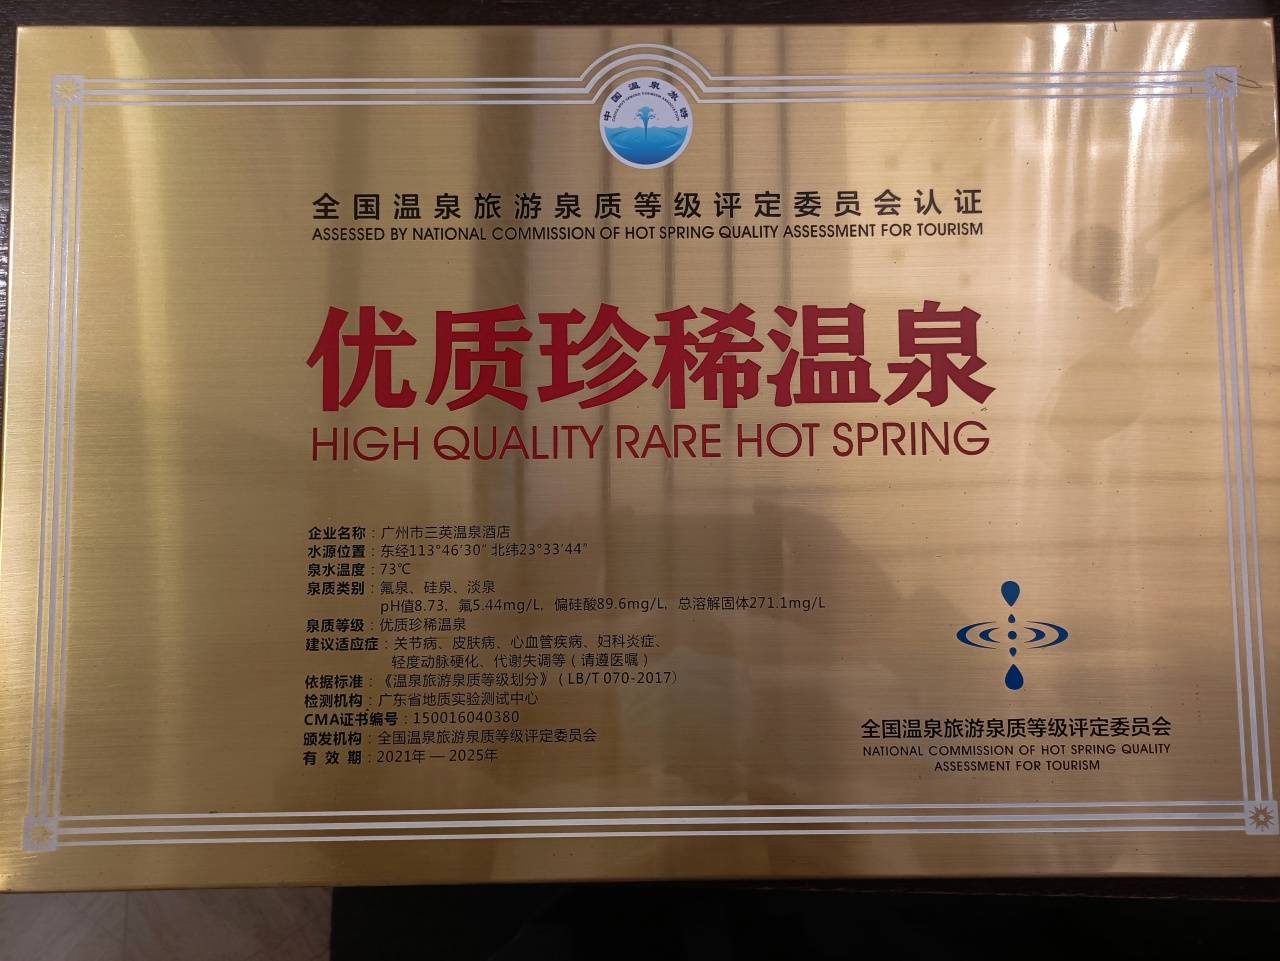 中国温泉旅游
CHINA HOT SPRING TOURISM ASSOCIATION
全国温泉旅游泉质等级评定委员会认证
ASSESSED BY NATIONAL COMMISSION OF HOT SPRING QUALITY ASSESSMENT FOR TOURISM
优质珍稀温泉
HIGH QUALITY RARE HOT SPRING
企业名称：广州市三英温泉酒店
水源位置：东经113°46′30″ 北纬23°33′44″
泉水温度：73℃
泉质类别：氟泉、硅泉、淡泉
pH值8.73，氟5.44mg/L，偏硅酸89.6mg/L，总溶解固体271.1mg/L
泉质等级：优质珍稀温泉
建议适应症：关节病、皮肤病、心血管疾病、妇科炎症、
轻度动脉硬化、代谢失调等（请遵医嘱）
依据标准：《温泉旅游泉质等级划分》（LB/T 070-2017）
检测机构：广东省地质实验测试中心
CMA证书编号：150016040380
颁发机构：全国温泉旅游泉质等级评定委员会
有 效 期：2021年 — 2025年
全国温泉旅游泉质等级评定委员会
NATIONAL COMMISSION OF HOT SPRING QUALITY
ASSESSMENT FOR TOURISM